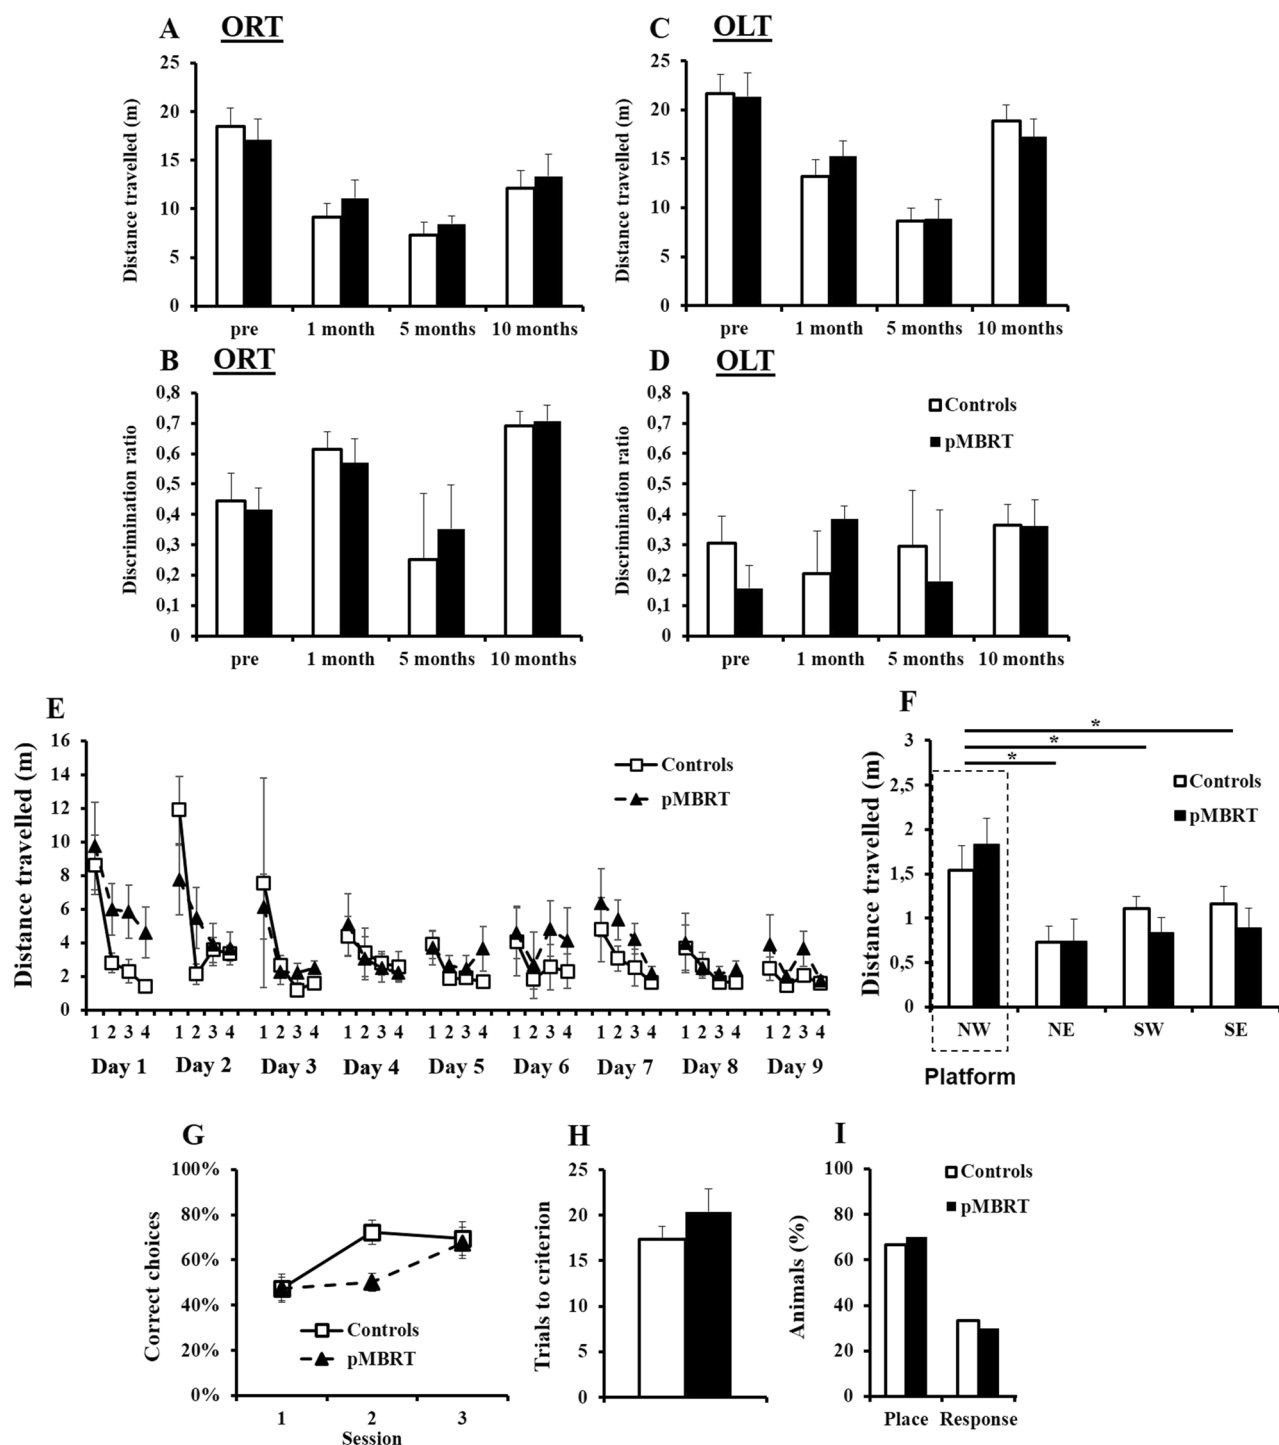 A ORT
Distance travelled (m)
25
20
15
10
5
0
pre 1 month 5 months 10 months
C OLT
Distance travelled (m)
25
20
15
10
5
0
pre 1 month 5 months 10 months
B ORT
Discrimination ratio
0,8
0,7
0,6
0,5
0,4
0,3
0,2
0,1
0
pre 1 month 5 months 10 months
D OLT
Discrimination ratio
0,8
0,7
0,6
0,5
0,4
0,3
0,2
0,1
0
Controls
pMBRT
pre 1 month 5 months 10 months
E
Distance travelled (m)
16
14
12
10
8
6
4
2
0
Controls
pMBRT
1 2 3 4 1 2 3 4 1 2 3 4 1 2 3 4 1 2 3 4 1 2 3 4 1 2 3 4 1 2 3 4 1 2 3 4
Day 1 Day 2 Day 3 Day 4 Day 5 Day 6 Day 7 Day 8 Day 9
F
Distance travelled (m)
3
2,5
2
1,5
1
0,5
0
*
*
*
Controls
pMBRT
NW NE SW SE
Platform
G
Correct choices
100%
80%
60%
40%
20%
0%
Controls
pMBRT
1 2 3
Session
H
Trials to criterion
25
20
15
10
5
0
I
Animals (%)
100
80
60
40
20
0
Controls
pMBRT
Place Response